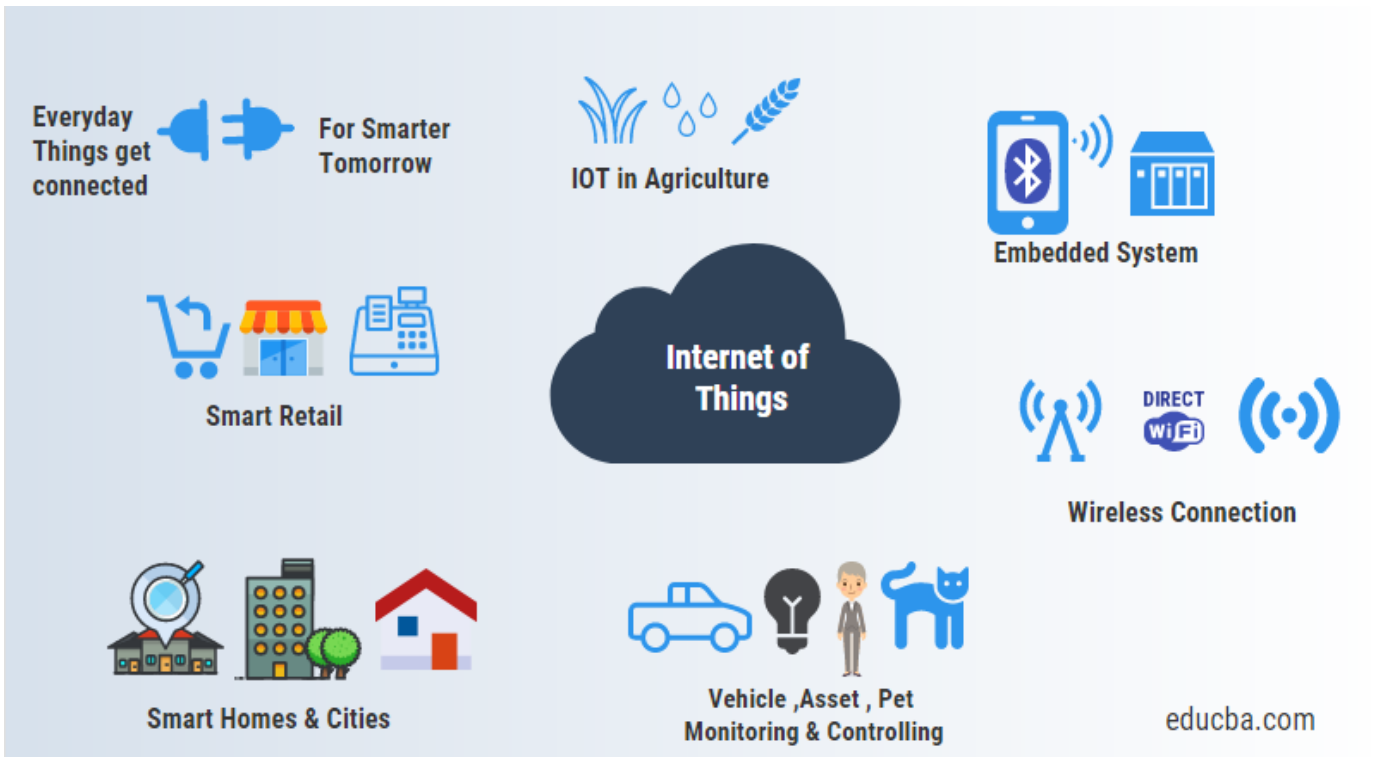 Everyday
Things get
connected
For Smarter
Tomorrow
IOT in Agriculture
Embedded System
Smart Retail
Internet of
Things
DIRECT
WiFi
Wireless Connection
Smart Homes & Cities
Vehicle ,Asset , Pet
Monitoring & Controlling
educba.com